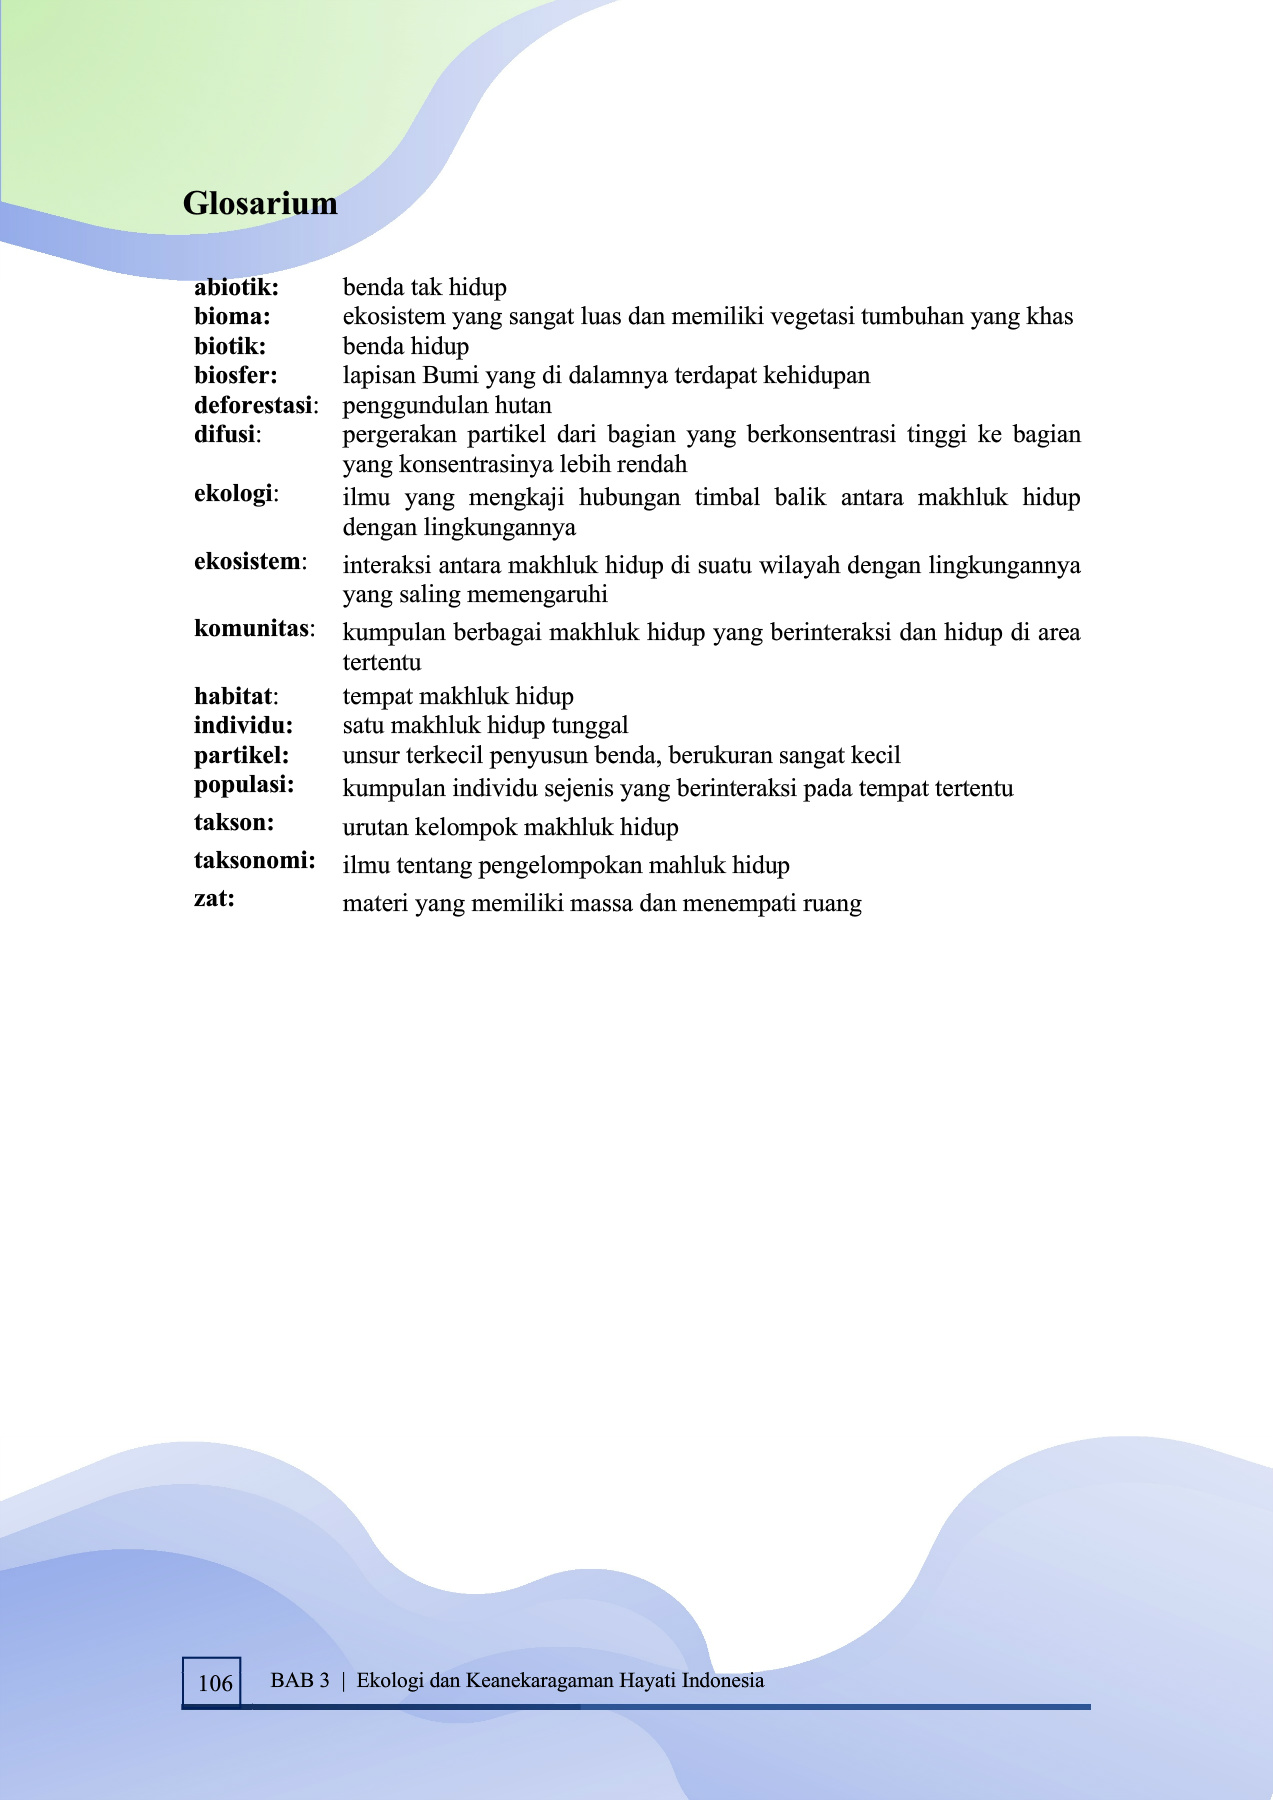 Glosarium
abiotik: benda tak hidup
bioma: ekosistem yang sangat luas dan memiliki vegetasi tumbuhan yang khas
biotik: benda hidup
biosfer: lapisan Bumi yang di dalamnya terdapat kehidupan
deforestasi: penggundulan hutan
difusi: pergerakan partikel dari bagian yang berkonsentrasi tinggi ke bagian
yang konsentrasinya lebih rendah
ekologi: ilmu yang mengkaji hubungan timbal balik antara makhluk hidup
dengan lingkungannya
ekosistem: interaksi antara makhluk hidup di suatu wilayah dengan lingkungannya
yang saling memengaruhi
komunitas: kumpulan berbagai makhluk hidup yang berinteraksi dan hidup di area
tertentu
habitat: tempat makhluk hidup
individu: satu makhluk hidup tunggal
partikel: unsur terkecil penyusun benda, berukuran sangat kecil
populasi: kumpulan individu sejenis yang berinteraksi pada tempat tertentu
takson: urutan kelompok makhluk hidup
taksonomi: ilmu tentang pengelompokan mahluk hidup
zat: materi yang memiliki massa dan menempati ruang
106 BAB 3 | Ekologi dan Keanekaragaman Hayati Indonesia